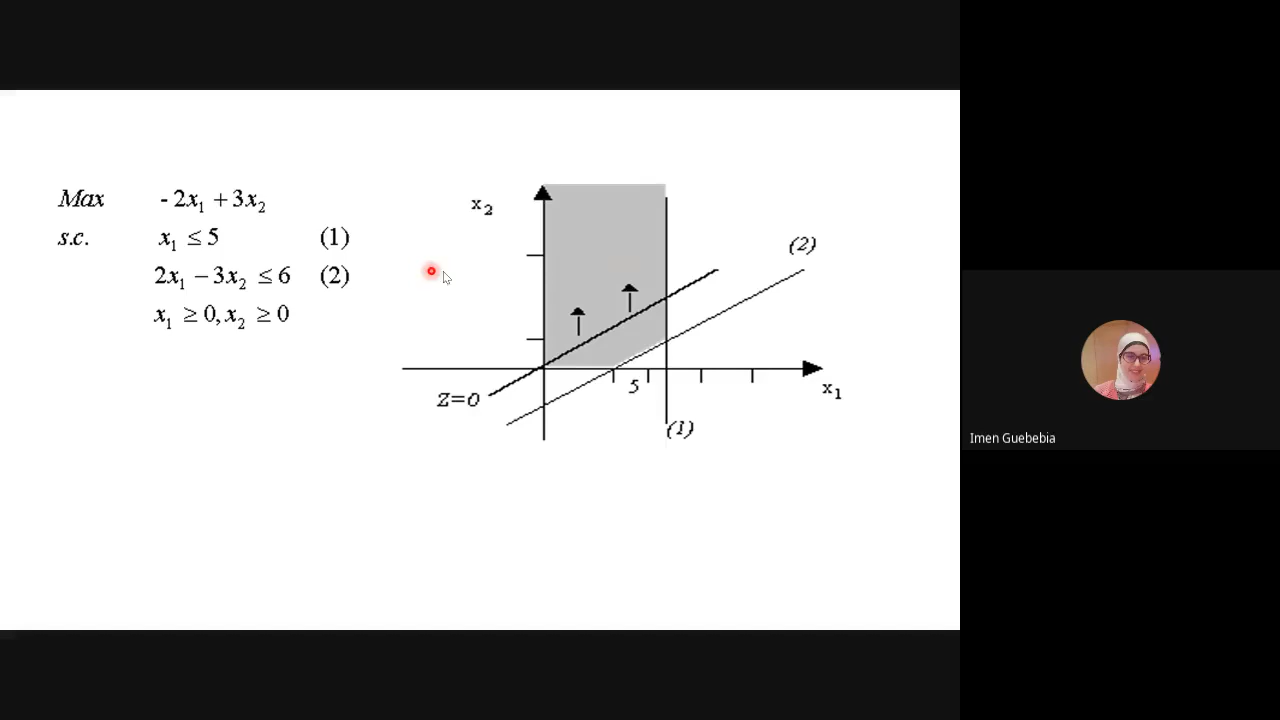 Max - 2x₁ + 3x₂
s.c. x₁ ≤ 5 (1)
2x₁ − 3x₂ ≤ 6 (2)
x₁ ≥ 0, x₂ ≥ 0
x₂
(2)
5
x₁
Z=0
(1)
Imen Guebebia